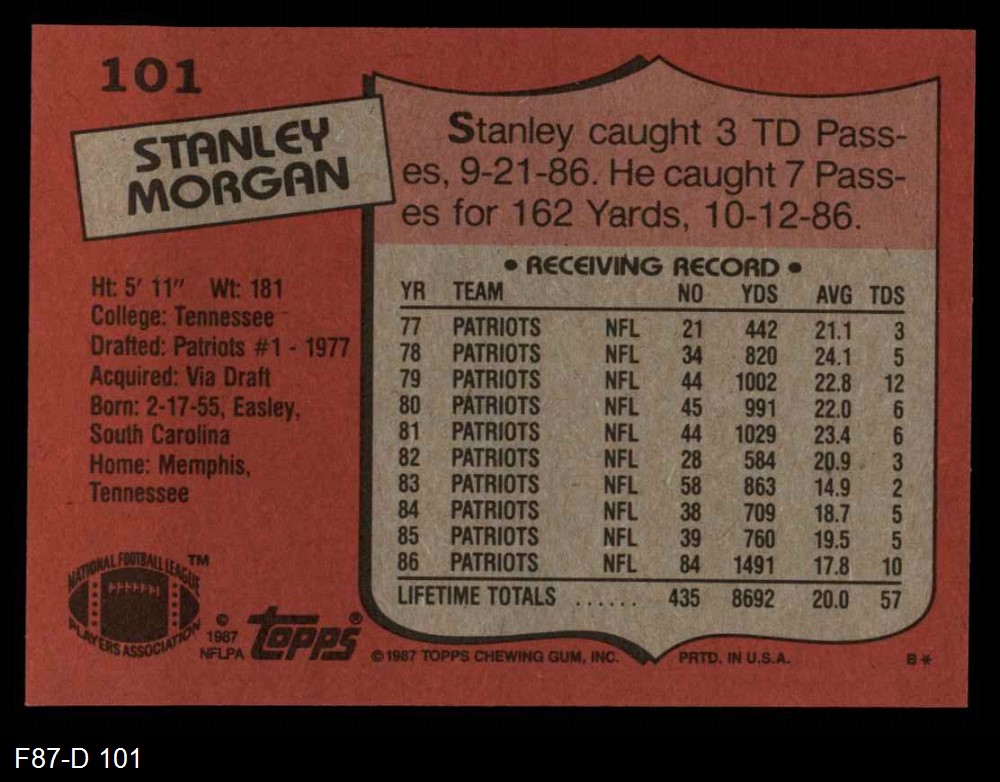 101
STANLEY
MORGAN
Stanley caught 3 TD Pass-
es, 9-21-86. He caught 7 Pass-
es for 162 Yards, 10-12-86.
Ht: 5' 11" Wt: 181
College: Tennessee
Drafted: Patriots #1 - 1977
Acquired: Via Draft
Born: 2-17-55, Easley,
South Carolina
Home: Memphis,
Tennessee
• RECEIVING RECORD •
YR TEAM NO YDS AVG TDS
77 PATRIOTS NFL 21 442 21.1 3
78 PATRIOTS NFL 34 820 24.1 5
79 PATRIOTS NFL 44 1002 22.8 12
80 PATRIOTS NFL 45 991 22.0 6
81 PATRIOTS NFL 44 1029 23.4 6
82 PATRIOTS NFL 28 584 20.9 3
83 PATRIOTS NFL 58 863 14.9 2
84 PATRIOTS NFL 38 709 18.7 5
85 PATRIOTS NFL 39 760 19.5 5
86 PATRIOTS NFL 84 1491 17.8 10
LIFETIME TOTALS ...... 435 8692 20.0 57
NATIONAL FOOTBALL LEAGUE ™
PLAYERS ASSOCIATION
© 1987
NFLPA
topps®
© 1987 TOPPS CHEWING GUM, INC. PRTD. IN U.S.A. B*
F87-D 101